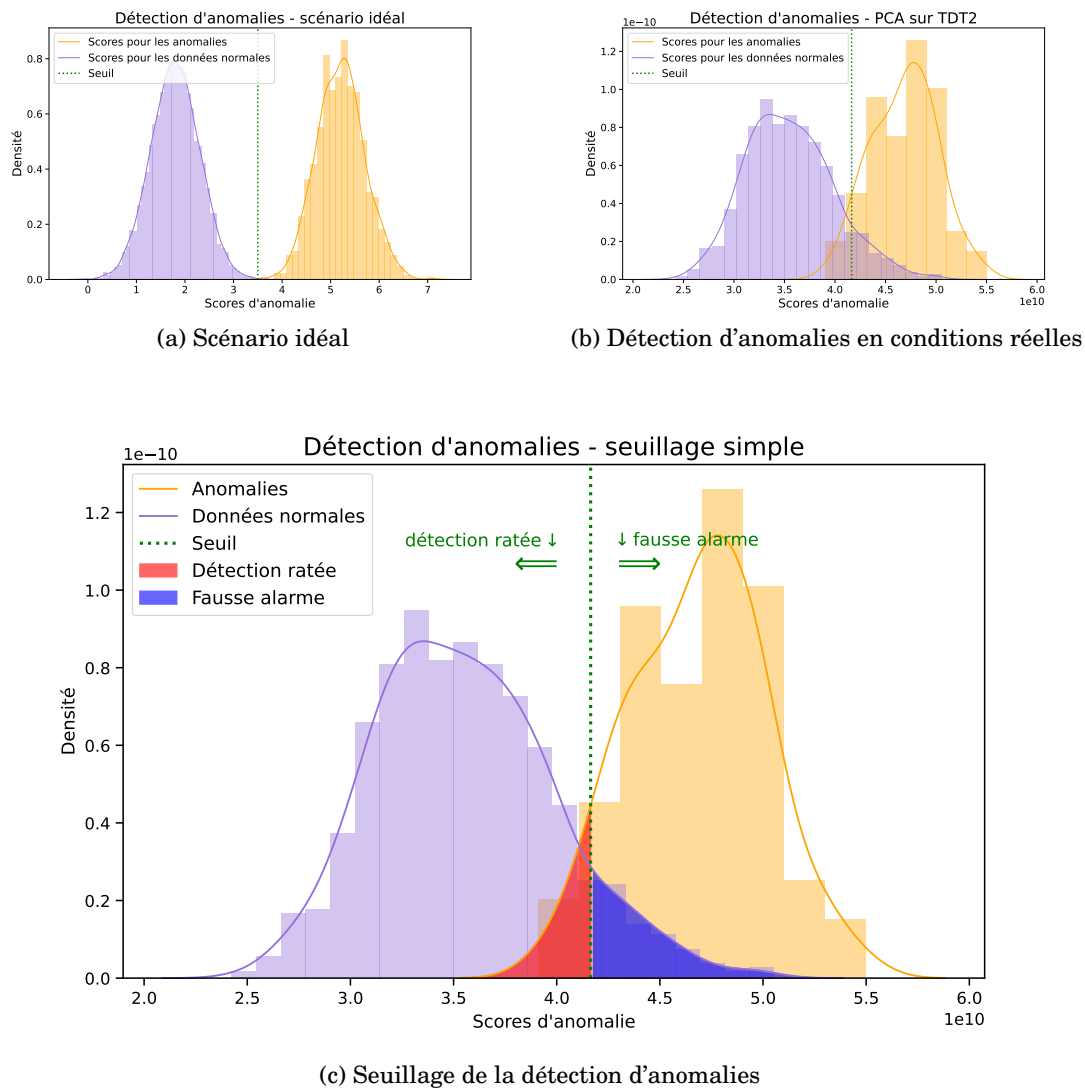 Détection d'anomalies - scénario idéal
Scores pour les anomalies
Scores pour les données normales
Seuil
Densité
0.8
0.6
0.4
0.2
0.0
0 1 2 3 4 5 6 7
Scores d'anomalie
(a) Scénario idéal
Détection d'anomalies - PCA sur TDT2
1e−10
Scores pour les anomalies
Scores pour les données normales
Seuil
Densité
1.2
1.0
0.8
0.6
0.4
0.2
0.0
2.0 2.5 3.0 3.5 4.0 4.5 5.0 5.5 6.0
Scores d'anomalie
1e10
(b) Détection d’anomalies en conditions réelles
Détection d'anomalies - seuillage simple
1e−10
Anomalies
Données normales
Seuil
Détection ratée
Fausse alarme
détection ratée ↓
↓ fausse alarme
⇐ ⇒
Densité
1.2
1.0
0.8
0.6
0.4
0.2
0.0
2.0 2.5 3.0 3.5 4.0 4.5 5.0 5.5 6.0
Scores d'anomalie
1e10
(c) Seuillage de la détection d’anomalies